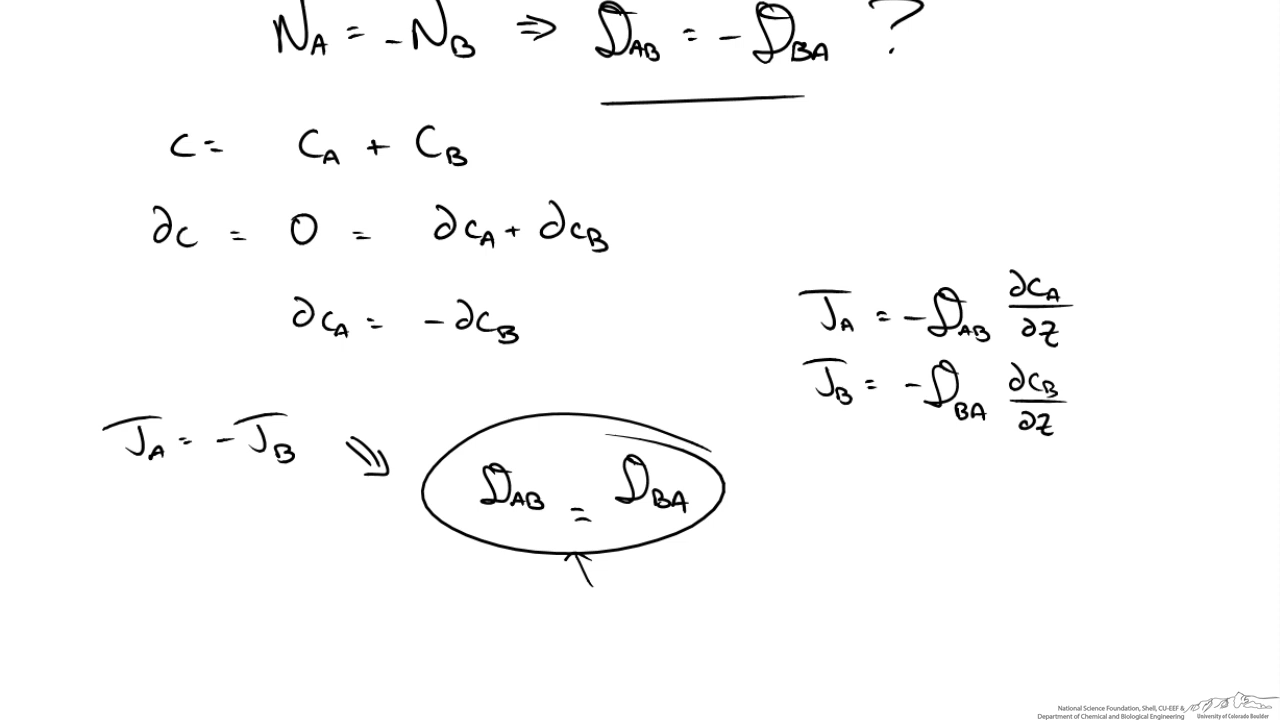 N_A = -N_B ⇒ D_AB = -D_BA ?
c = C_A + C_B
∂c = 0 = ∂c_A + ∂c_B
∂c_A = -∂c_B
J_A = -D_AB ∂c_A/∂z
J_B = -D_BA ∂c_B/∂z
J_A = -J_B ⇒ D_AB = D_BA
National Science Foundation, Shell, CU-EEF &
Department of Chemical and Biological Engineering
University of Colorado Boulder